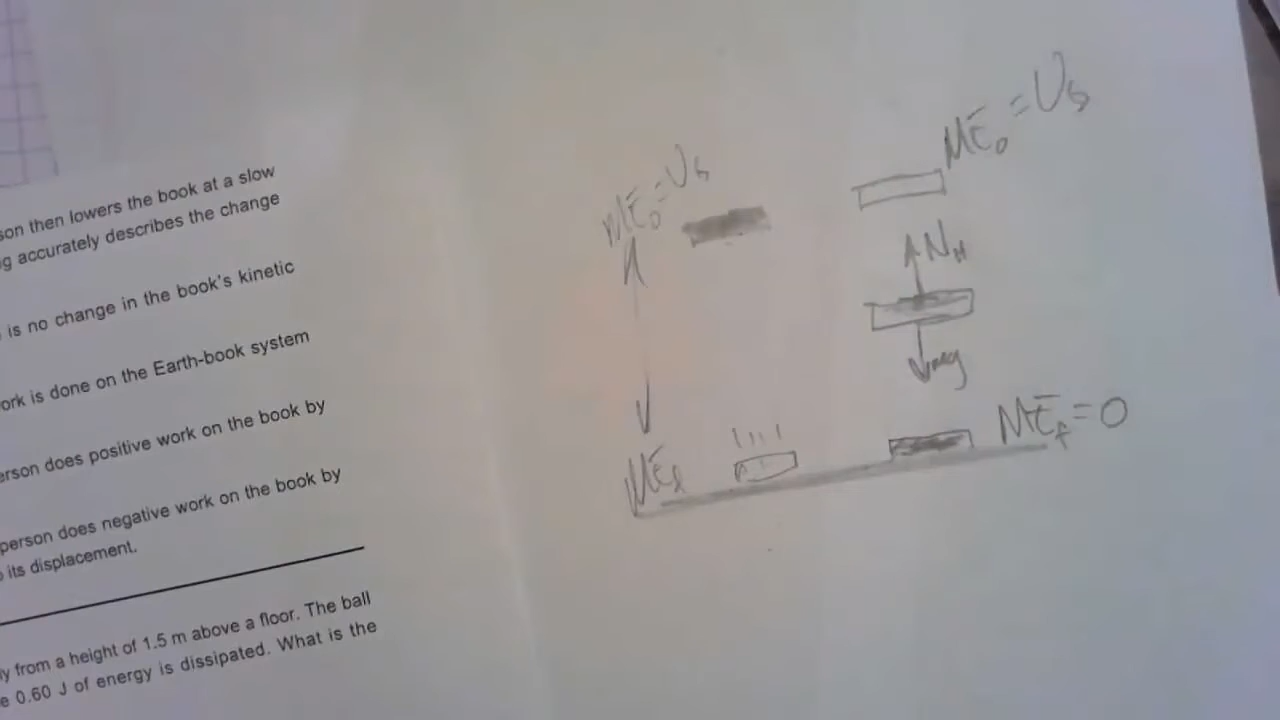 son then lowers the book at a slow
g accurately describes the change
is no change in the book's kinetic
ork is done on the Earth-book system
erson does positive work on the book by
person does negative work on the book by
its displacement.
y from a height of 1.5 m above a floor. The ball
e 0.60 J of energy is dissipated. What is the
ME₀ = U
ME
ME₀ = U
N
mg
ME_f = 0